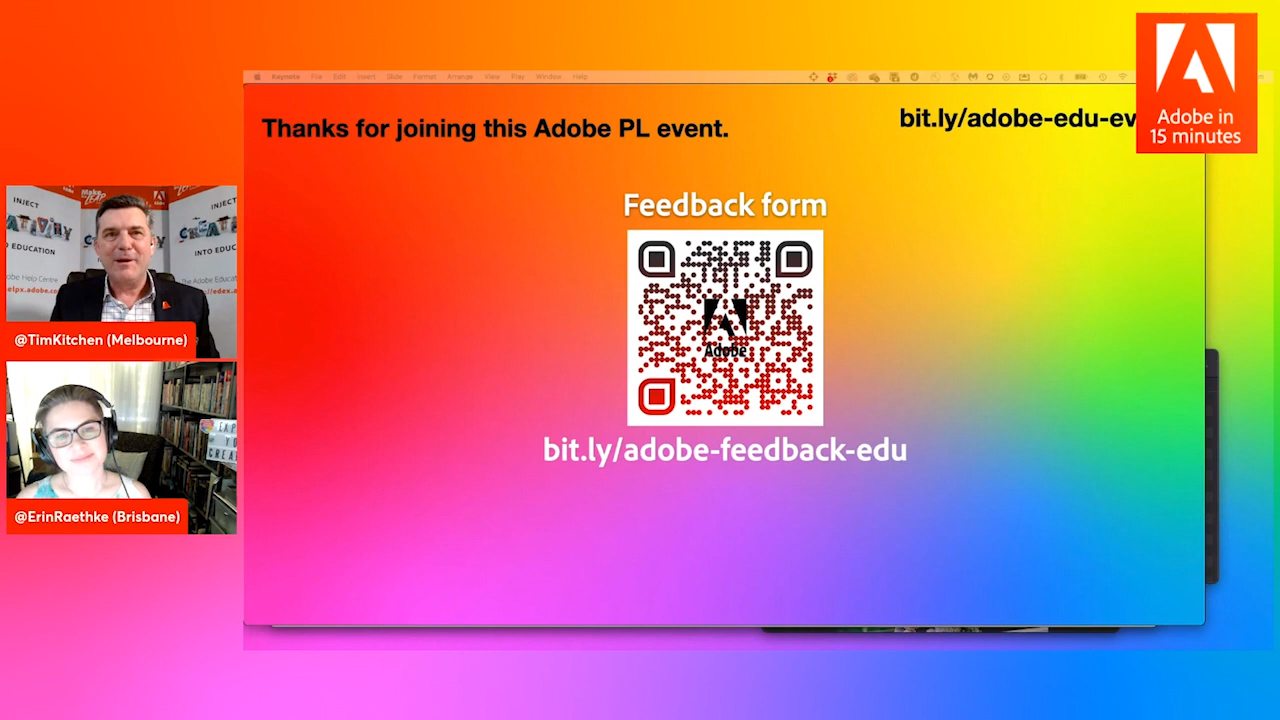 Keynote File Edit Insert Slide Format Arrange View Play Window Help
Thanks for joining this Adobe PL event.
bit.ly/adobe-edu-ev
Adobe in
15 minutes
Feedback form
Adobe
bit.ly/adobe-feedback-edu
INJECT
INTO EDUCATION
@TimKitchen (Melbourne)
@ErinRaethke (Brisbane)